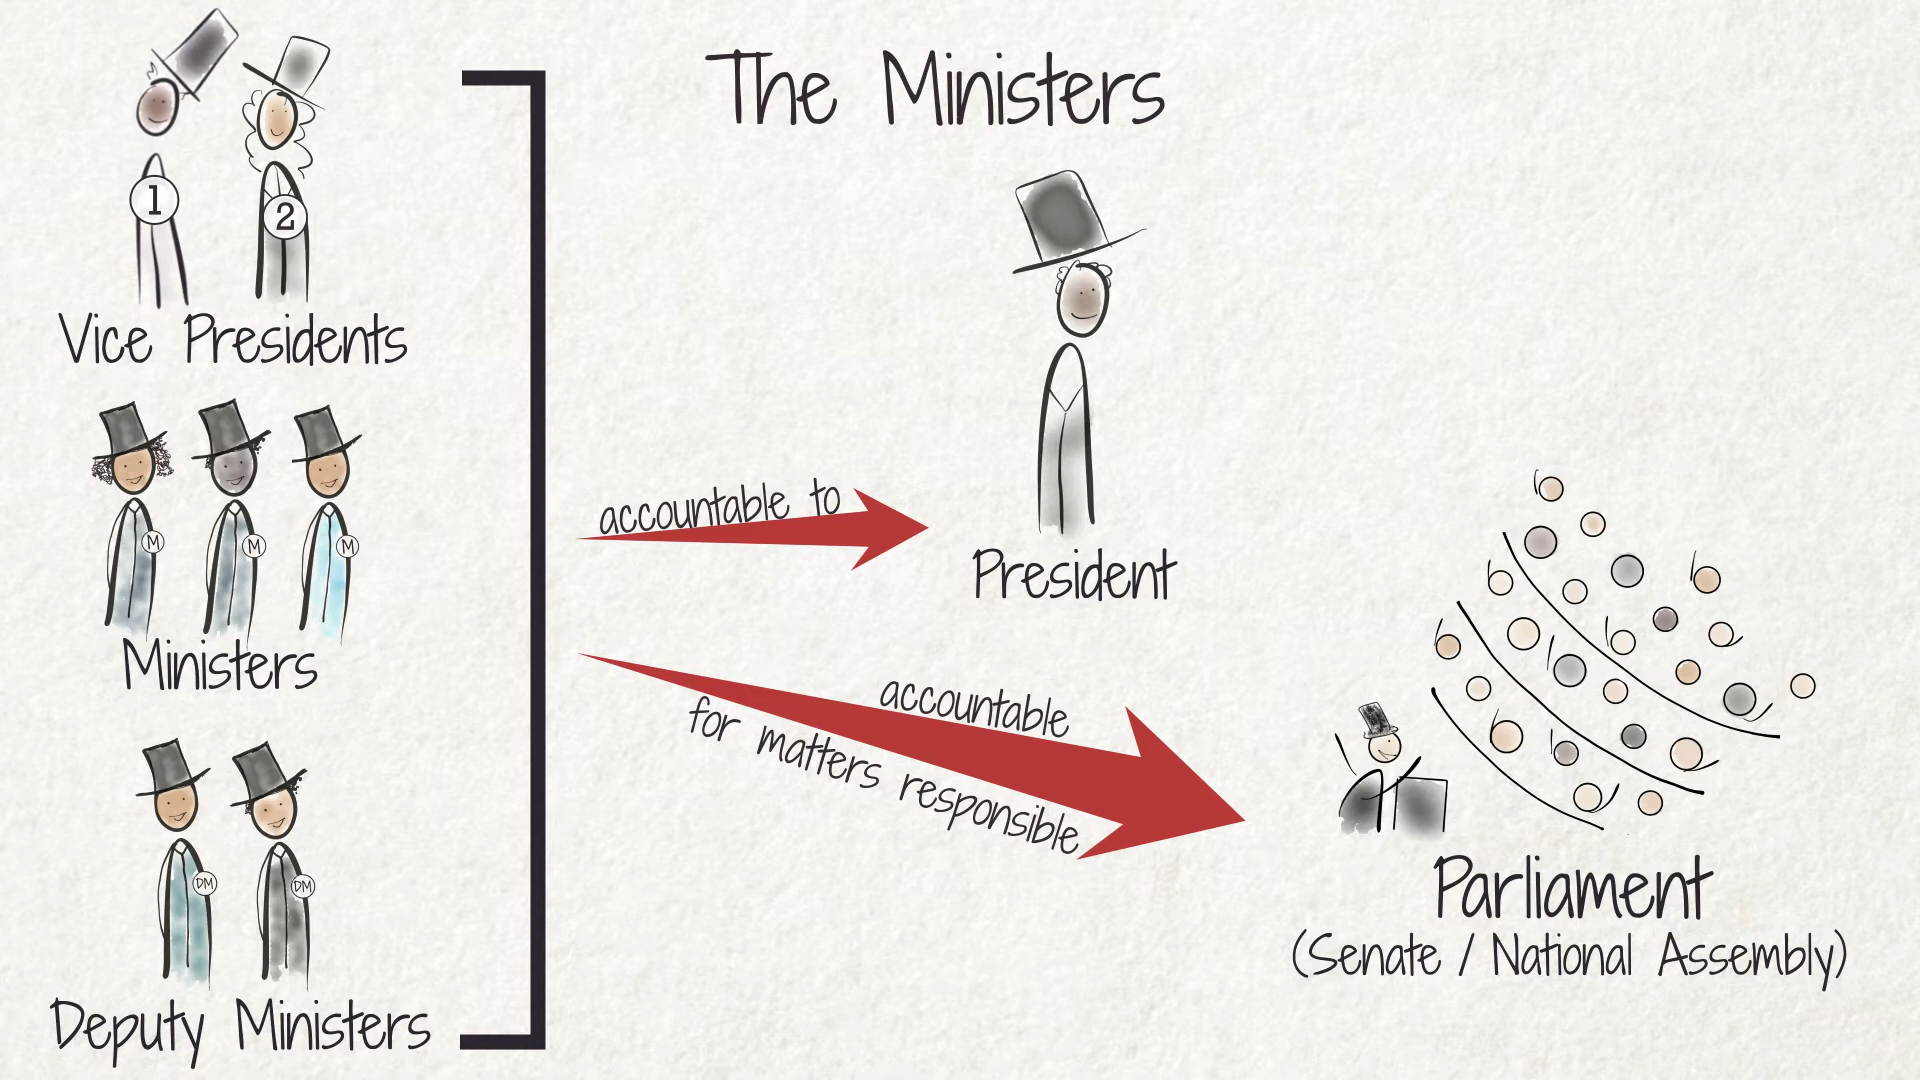 The Ministers
1
2
Vice Presidents
M
M
M
Ministers
DM
DM
Deputy Ministers
accountable to
President
accountable
for matters responsible
Parliament
(Senate / National Assembly)